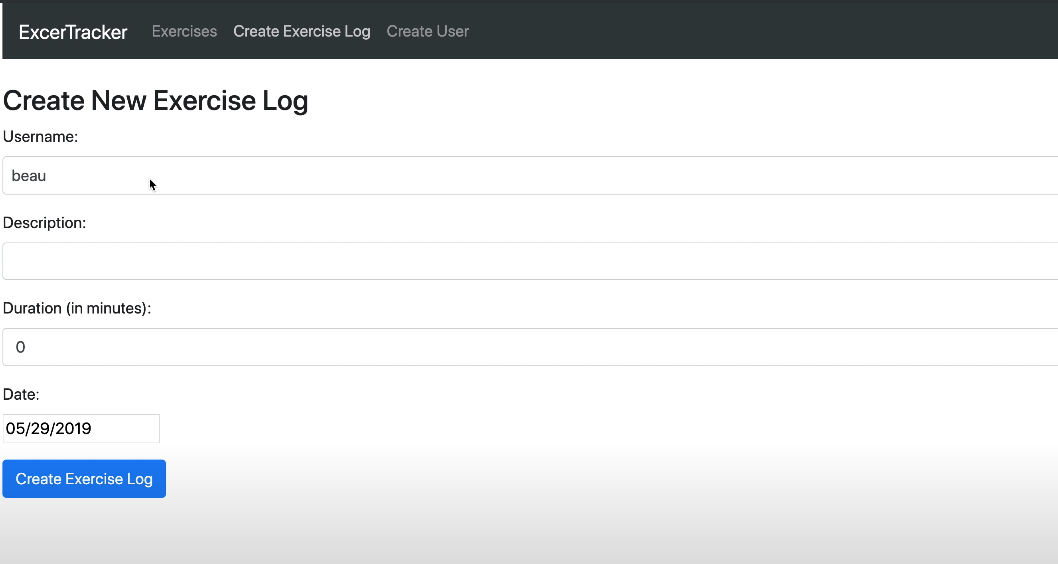 ExcerTracker Exercises Create Exercise Log Create User
Create New Exercise Log
Username:
beau
Description:
Duration (in minutes):
0
Date:
05/29/2019
Create Exercise Log